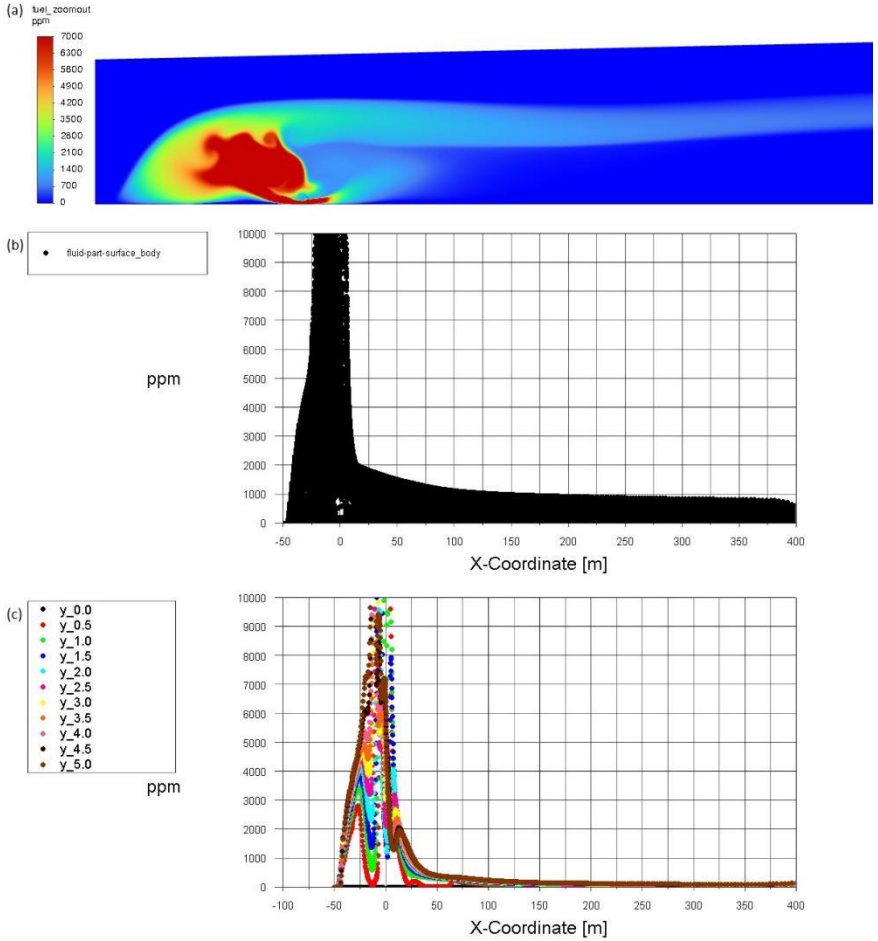 (a)
fuel_zoomout
ppm
7000
6300
5600
4900
4200
3500
2800
2100
1400
700
0
(b)
fluid-part-surface_body
10000
9000
8000
7000
6000
5000
4000
3000
2000
1000
0
ppm
-50 0 50 100 150 200 250 300 350 400
X-Coordinate [m]
(c)
y_0.0
y_0.5
y_1.0
y_1.5
y_2.0
y_2.5
y_3.0
y_3.5
y_4.0
y_4.5
y_5.0
10000
9000
8000
7000
6000
5000
4000
3000
2000
1000
0
ppm
-100 -50 0 50 100 150 200 250 300 350 400
X-Coordinate [m]